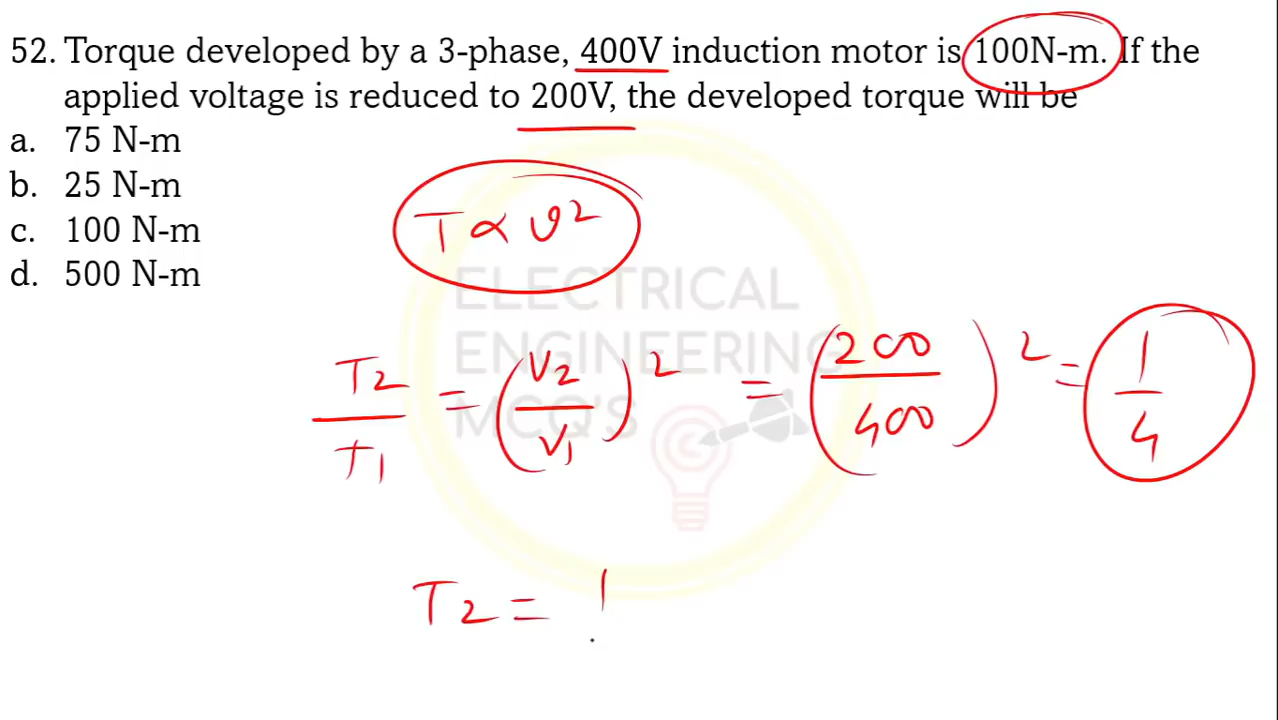 52. Torque developed by a 3-phase, 400V induction motor is 100N-m. If the
applied voltage is reduced to 200V, the developed torque will be
a. 75 N-m
b. 25 N-m
c. 100 N-m
d. 500 N-m
T ∝ v²
ELECTRICAL
ENGINEERING
MCQ'S
T2/T1 = (V2/V1)² = (200/400)² = 1/4
T2 = 1